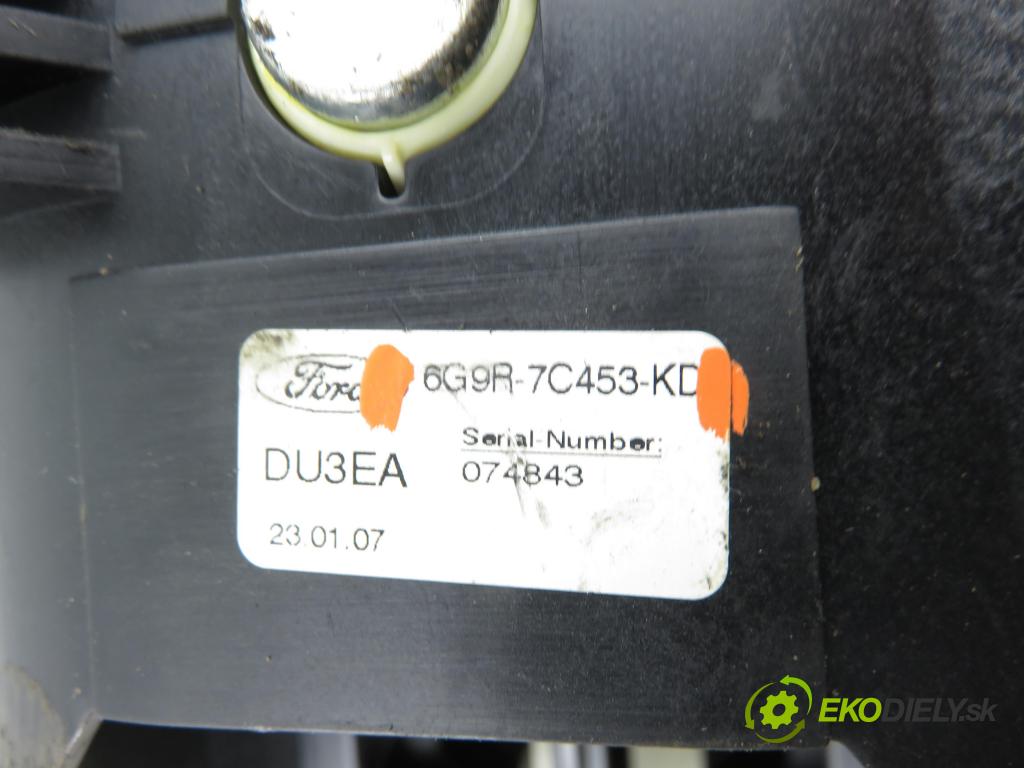 Ford 6G9R-7C453-KD
DU3EA
Serial-Number:
074843
23.01.07
EKODIELY.sk